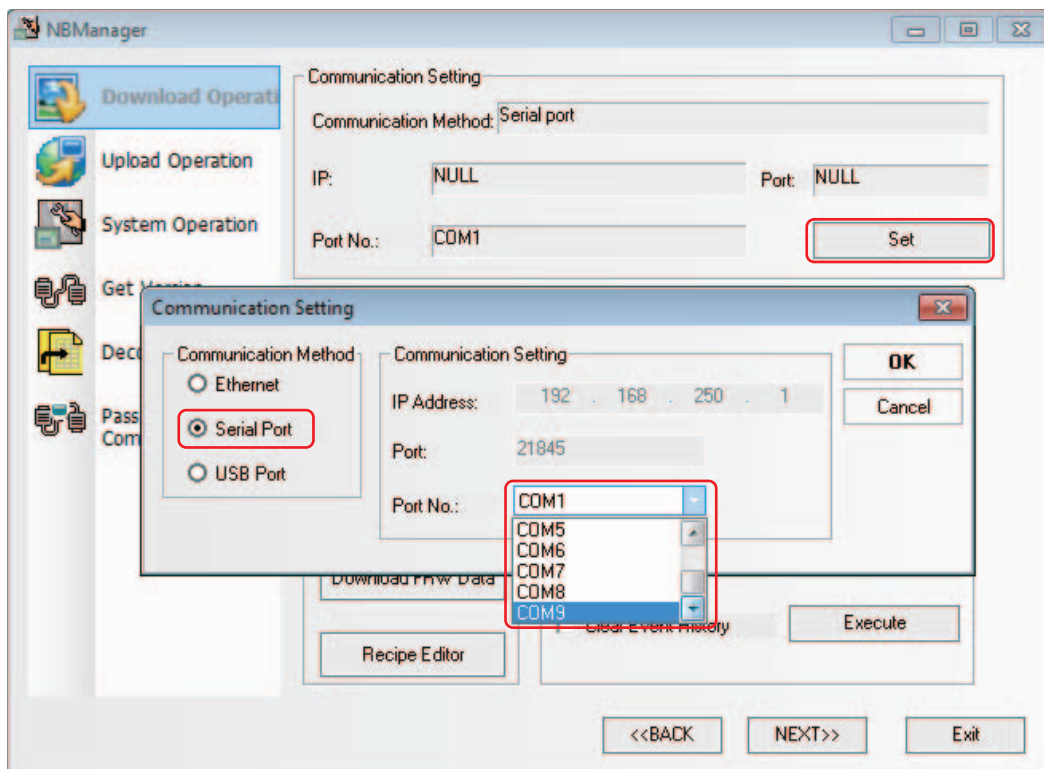 NBManager
Download Operati
Upload Operation
System Operation
Get Version
Deco
Pass
Com
Communication Setting
Communication Method: Serial port
IP: NULL Port: NULL
Port No.: COM1 Set
Communication Setting
Communication Method
Ethernet
Serial Port
USB Port
Communication Setting
IP Address: 192 . 168 . 250 . 1
Port: 21845
Port No.: COM1
COM5
COM6
COM7
COM8
COM9
OK
Cancel
Download PRW Data
Recipe Editor
Clear Event History
Execute
<<BACK NEXT>> Exit